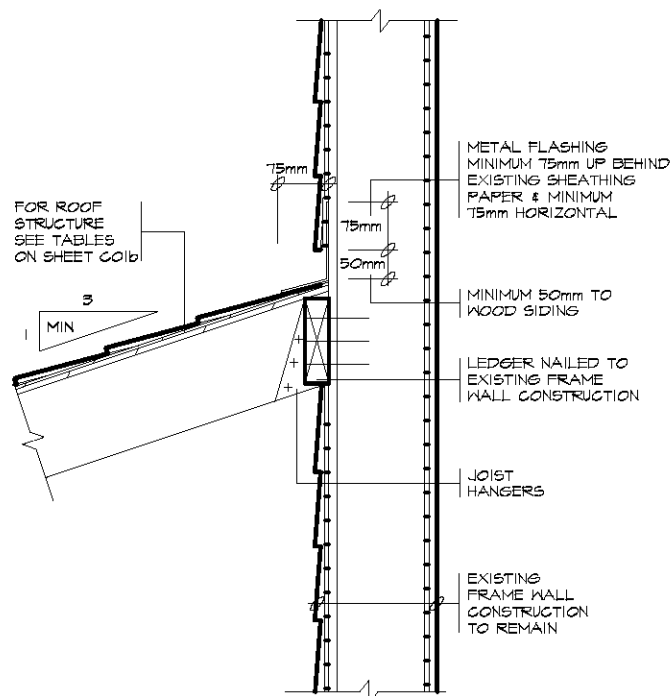 75mm
METAL FLASHING
MINIMUM 75mm UP BEHIND
EXISTING SHEATHING
PAPER & MINIMUM
75mm HORIZONTAL
FOR ROOF
STRUCTURE
SEE TABLES
ON SHEET C01b
75mm
50mm
3
1
MIN
MINIMUM 50mm TO
WOOD SIDING
LEDGER NAILED TO
EXISTING FRAME
WALL CONSTRUCTION
JOIST
HANGERS
EXISTING
FRAME WALL
CONSTRUCTION
TO REMAIN